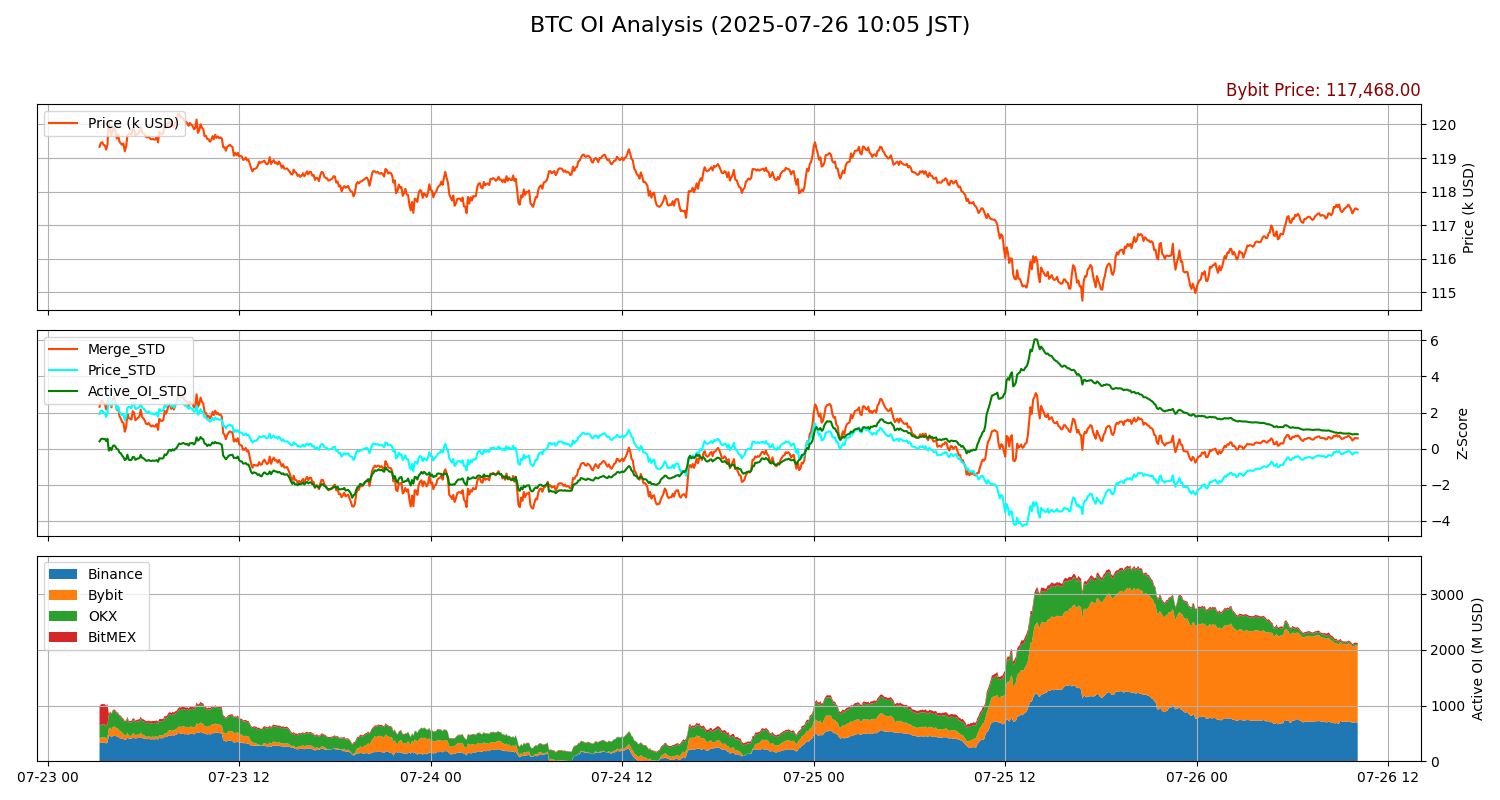 BTC OI Analysis (2025-07-26 10:05 JST)
Bybit Price: 117,468.00
Price (k USD)
120
119
118
117
116
115
Price (k USD)
Merge_STD
Price_STD
Active_OI_STD
6
4
2
0
−2
−4
Z-Score
Binance
Bybit
OKX
BitMEX
3000
2000
1000
0
Active OI (M USD)
07-23 00 07-23 12 07-24 00 07-24 12 07-25 00 07-25 12 07-26 00 07-26 12